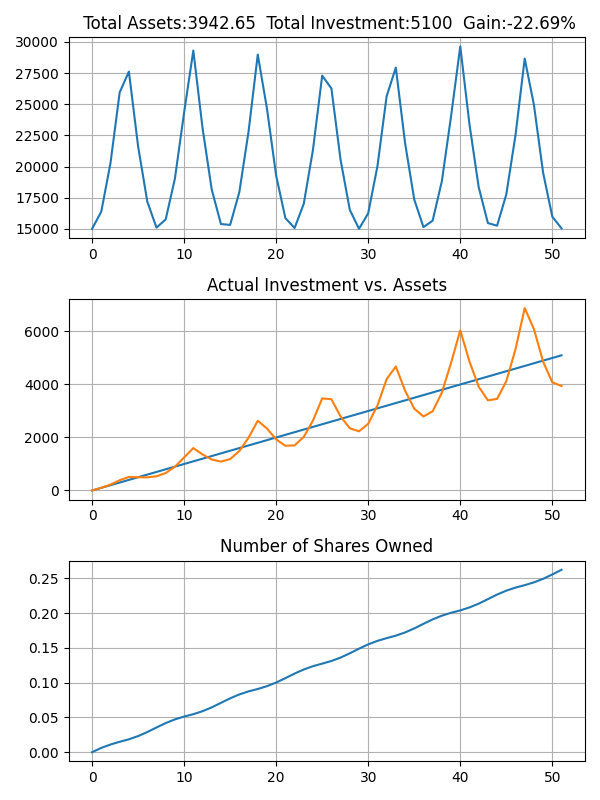 Total Assets:3942.65  Total Investment:5100  Gain:-22.69%
30000
27500
25000
22500
20000
17500
15000
0 10 20 30 40 50
Actual Investment vs. Assets
6000
4000
2000
0
0 10 20 30 40 50
Number of Shares Owned
0.25
0.20
0.15
0.10
0.05
0.00
0 10 20 30 40 50